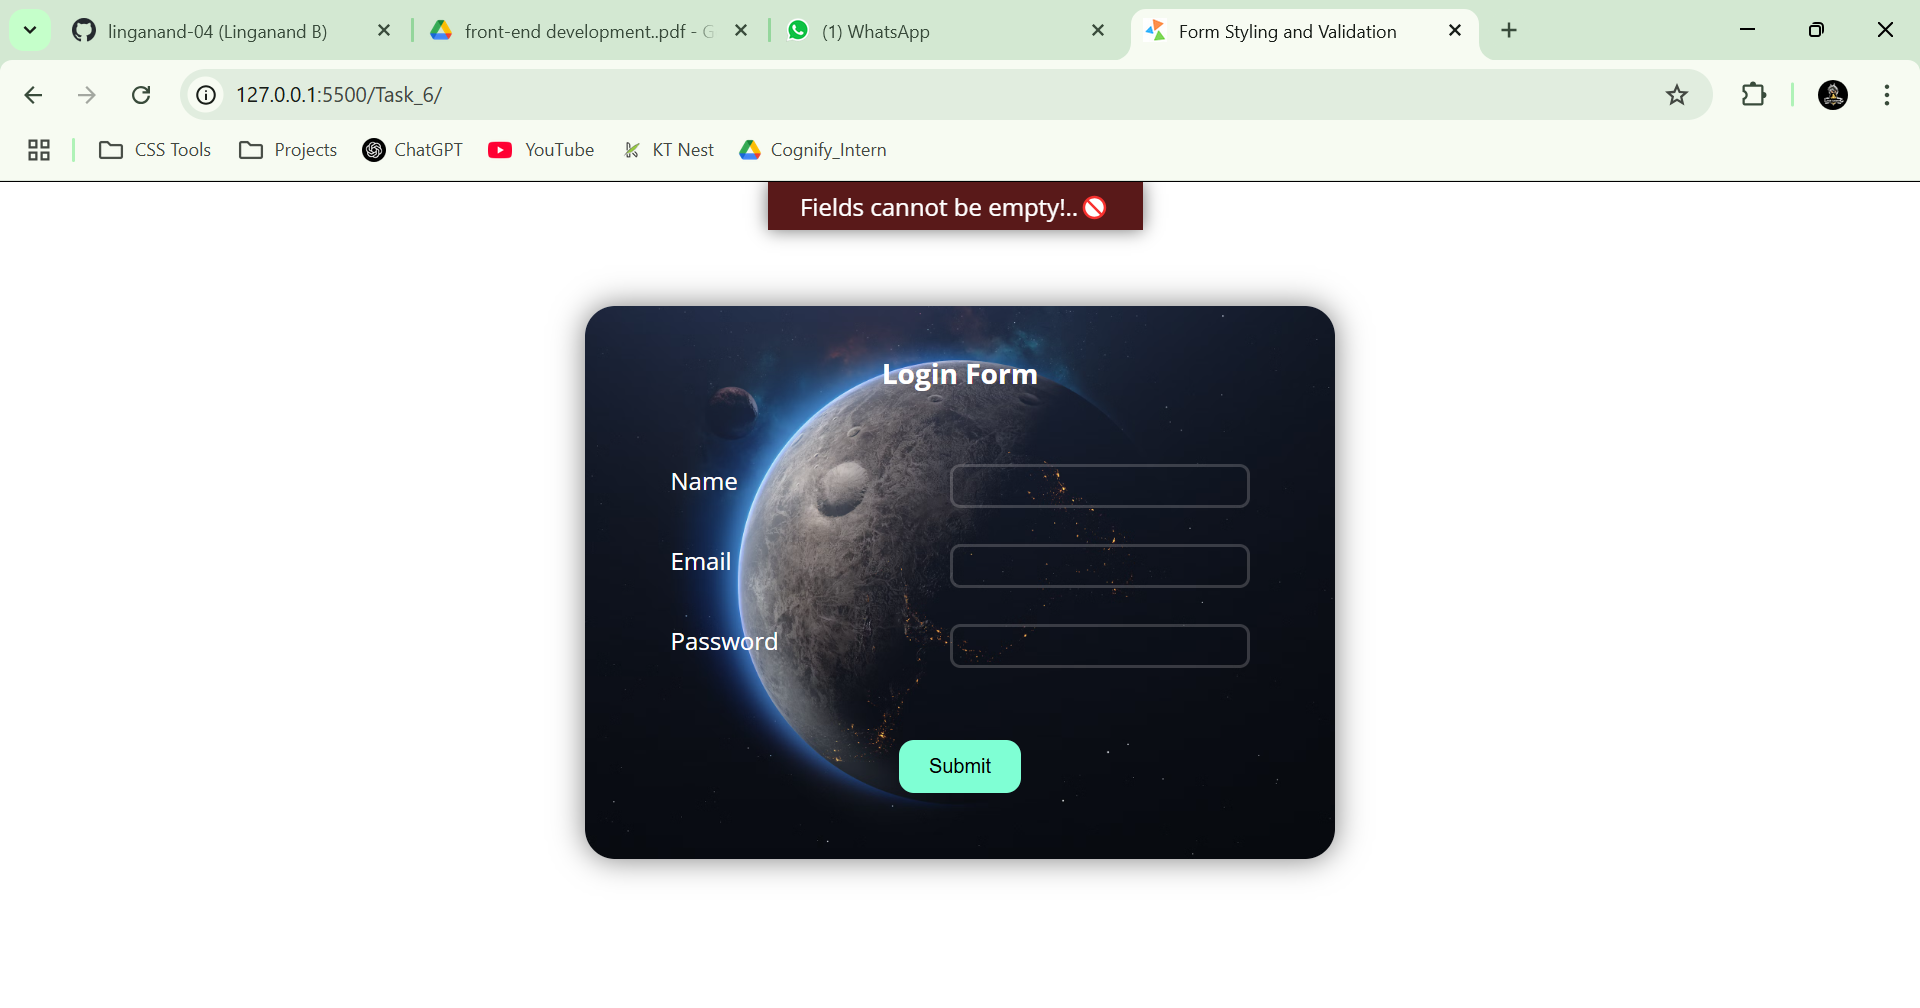 linganand-04 (Linganand B)
front-end development..pdf - G
(1) WhatsApp
Form Styling and Validation
127.0.0.1:5500/Task_6/
CSS Tools
Projects
ChatGPT
YouTube
KT Nest
Cognify_Intern
Fields cannot be empty!..🚫
Login Form
Name
Email
Password
Submit